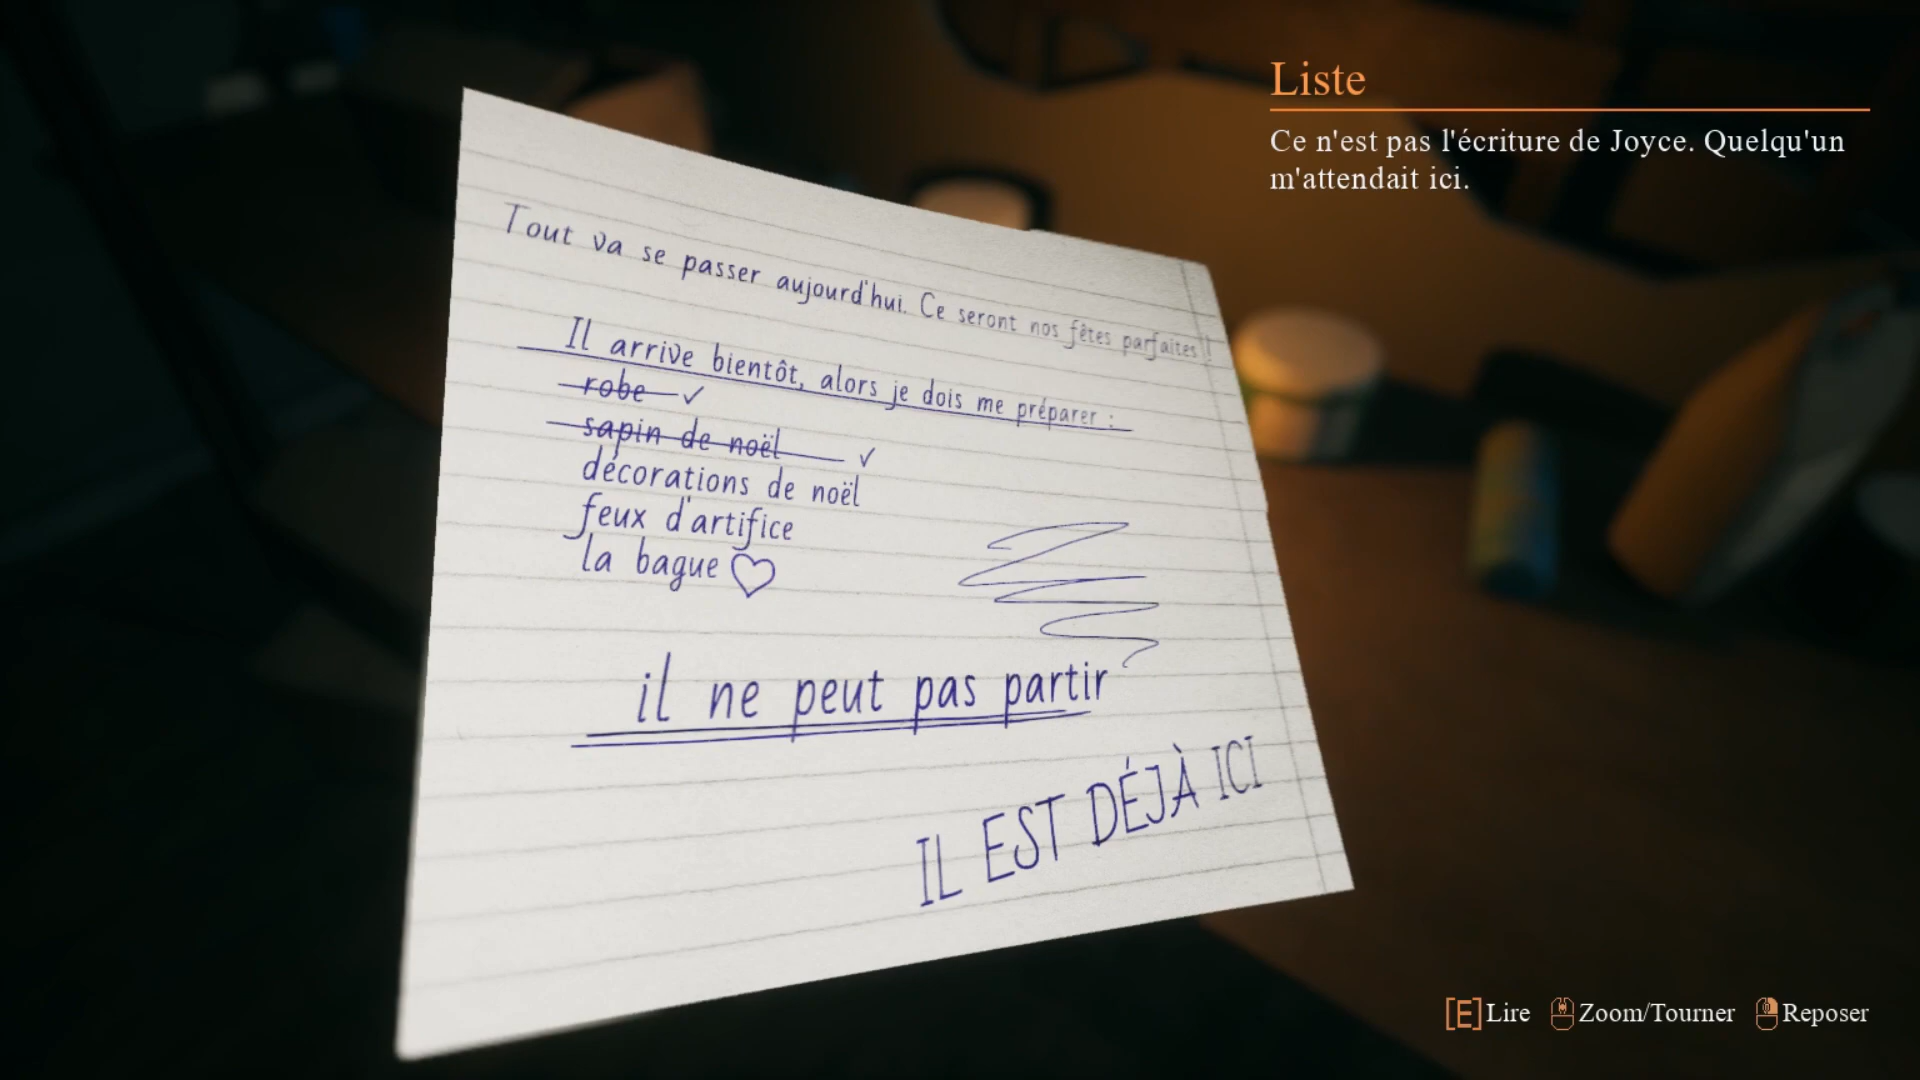 Liste
Ce n'est pas l'écriture de Joyce. Quelqu'un
m'attendait ici.
Tout va se passer aujourd'hui. Ce seront nos fêtes parfaites!!
Il arrive bientôt, alors je dois me préparer :
robe ✓
sapin de noël ✓
décorations de noël
feux d'artifice
la bague ♡
il ne peut pas partir
IL EST DÉJÀ ICI
[E] Lire Zoom/Tourner Reposer